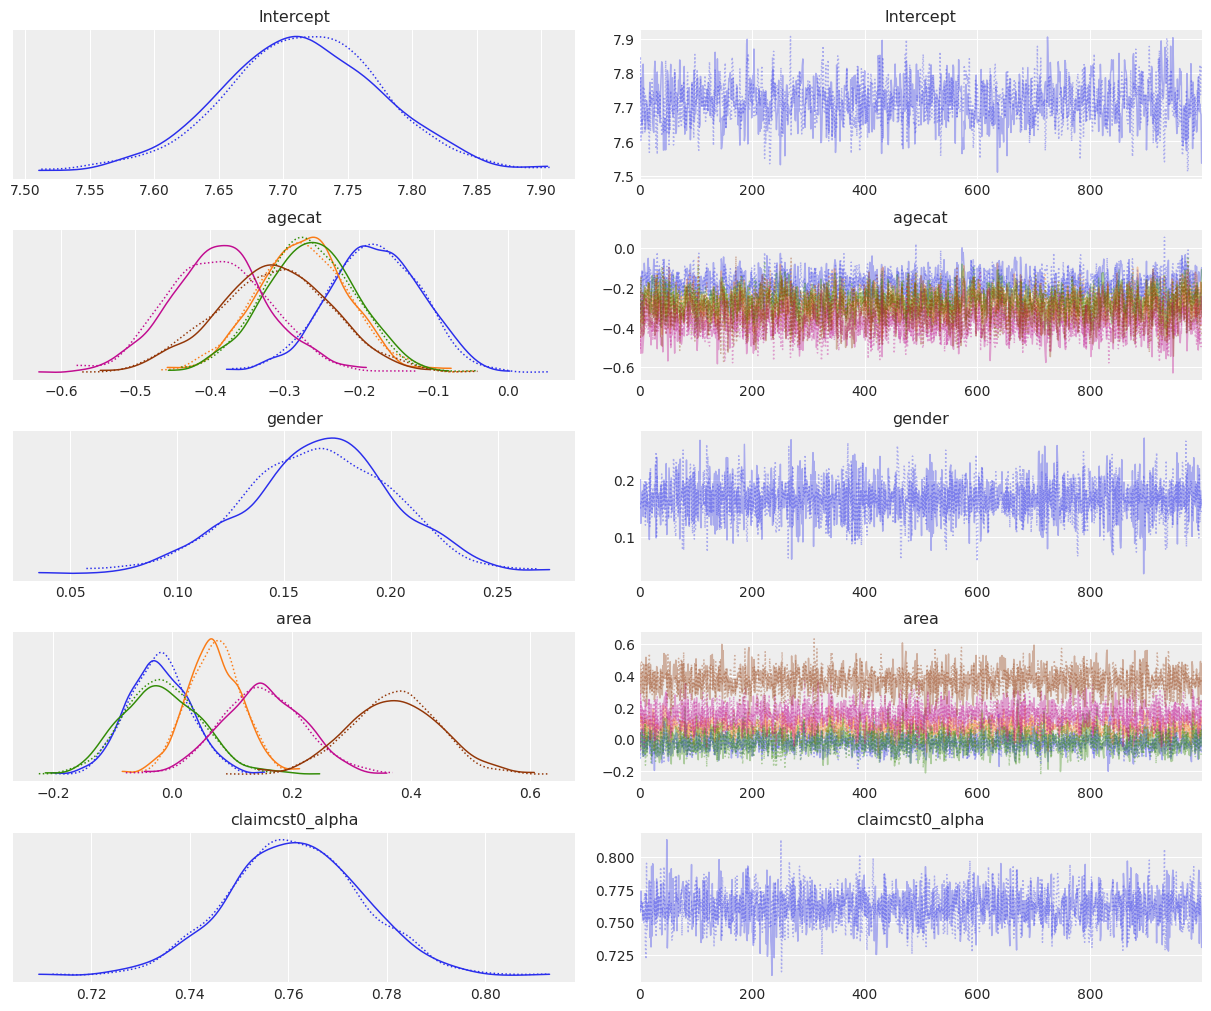 Intercept Intercept
7.9
7.8
7.7
7.6
7.5
7.50 7.55 7.60 7.65 7.70 7.75 7.80 7.85 7.90 0 200 400 600 800
agecat agecat
0.0
−0.2
−0.4
−0.6
−0.6 −0.5 −0.4 −0.3 −0.2 −0.1 0.0 0 200 400 600 800
gender gender
0.2
0.1
0.05 0.10 0.15 0.20 0.25 0 200 400 600 800
area area
0.6
0.4
0.2
0.0
−0.2
−0.2 0.0 0.2 0.4 0.6 0 200 400 600 800
claimcst0_alpha claimcst0_alpha
0.800
0.775
0.750
0.725
0.72 0.74 0.76 0.78 0.80 0 200 400 600 800